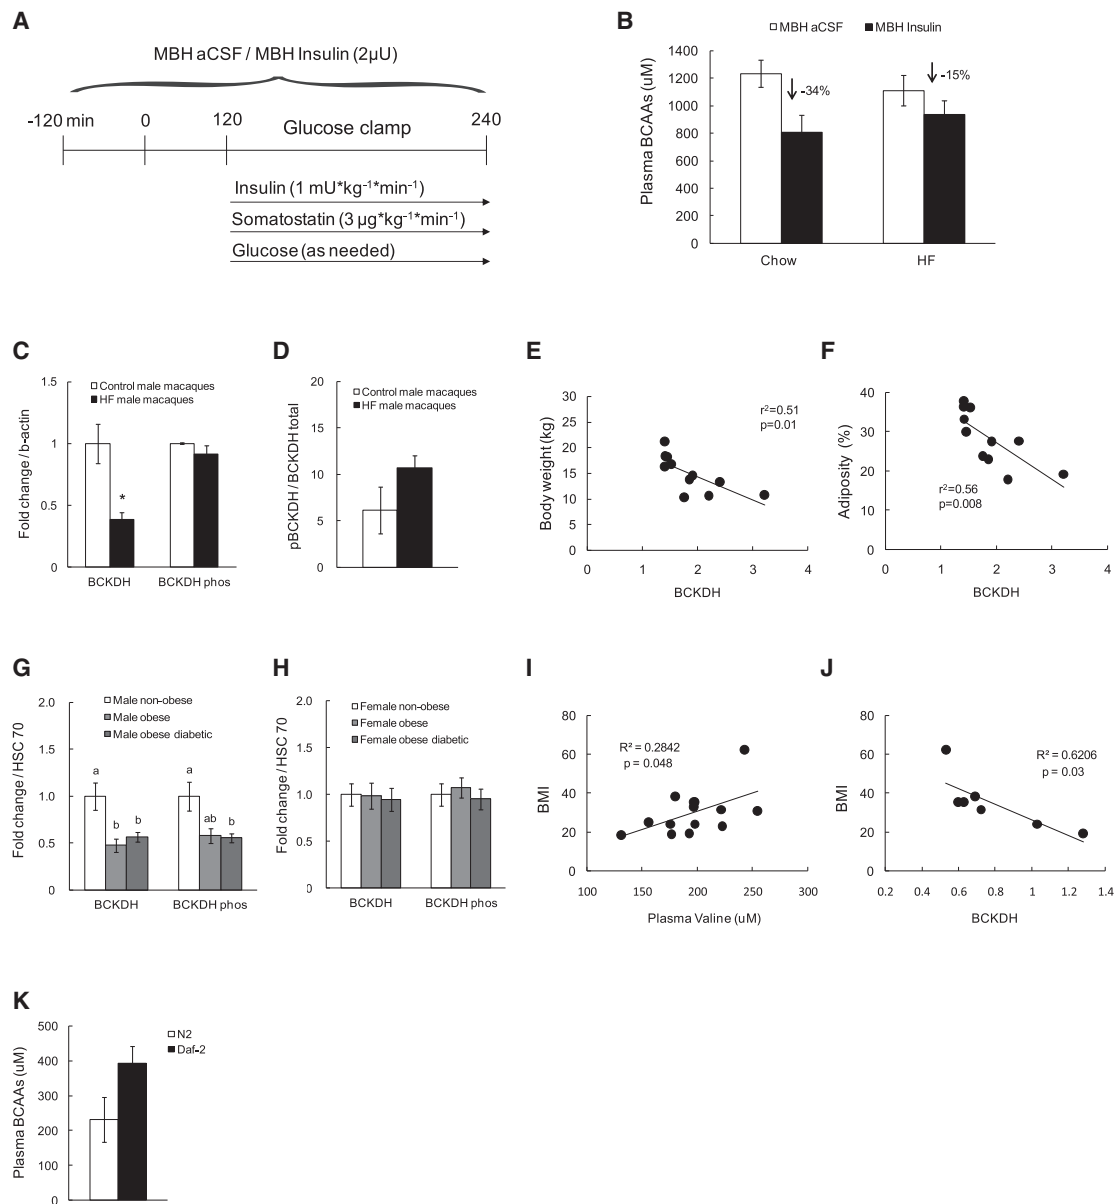 A
MBH aCSF / MBH Insulin (2µU)
-120 min 0 120 Glucose clamp 240
Insulin (1 mU*kg⁻¹*min⁻¹)
Somatostatin (3 µg*kg⁻¹*min⁻¹)
Glucose (as needed)
B
MBH aCSF MBH Insulin
Plasma BCAAs (uM)
1400
1200
1000
800
600
400
200
0
-34%
-15%
Chow HF
C
Control male macaques
HF male macaques
Fold change / b-actin
1.5
1
0.5
0
*
BCKDH BCKDH phos
D
Control male macaques
HF male macaques
pBCKDH / BCKDH total
20
15
10
5
0
E
Body weight (kg)
30
25
20
15
10
5
0
r²=0.51
p=0.01
0 1 2 3 4
BCKDH
F
Adiposity (%)
40
30
20
10
0
r²=0.56
p=0.008
0 1 2 3 4
BCKDH
G
Male non-obese
Male obese
Male obese diabetic
Fold change / HSC 70
2.0
1.5
1.0
0.5
0
a b b a ab b
BCKDH BCKDH phos
H
Female non-obese
Female obese
Female obese diabetic
Fold change / HSC 70
2.0
1.5
1.0
0.5
0
BCKDH BCKDH phos
I
BMI
80
60
40
20
0
R² = 0.2842
p = 0.048
100 150 200 250 300
Plasma Valine (uM)
J
BMI
80
60
40
20
0
R² = 0.6206
p = 0.03
0.2 0.4 0.6 0.8 1 1.2 1.4
BCKDH
K
N2
Daf-2
Plasma BCAAs (uM)
500
400
300
200
100
0